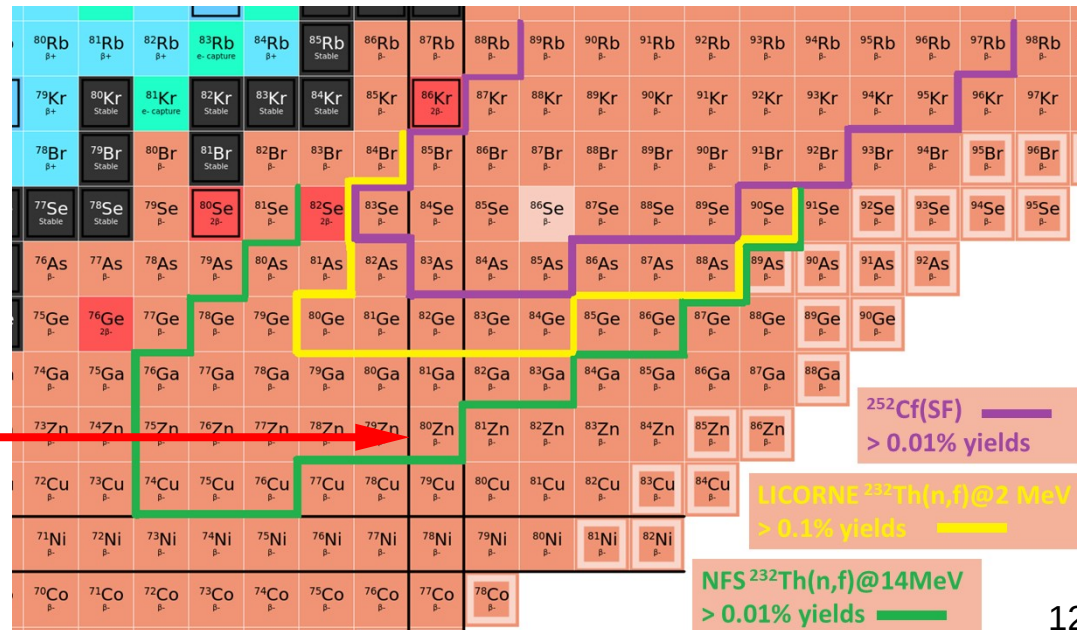 80Rb 81Rb 82Rb 83Rb 84Rb 85Rb 86Rb 87Rb 88Rb 89Rb 90Rb 91Rb 92Rb 93Rb 94Rb 95Rb 96Rb 97Rb 98Rb
β+ β+ β+ e- capture β+ Stable β- β- β- β- β- β- β- β- β- β- β- β- β-
79Kr 80Kr 81Kr 82Kr 83Kr 84Kr 85Kr 86Kr 87Kr 88Kr 89Kr 90Kr 91Kr 92Kr 93Kr 94Kr 95Kr 96Kr 97Kr
β+ Stable e- capture Stable Stable Stable β- 2β- β- β- β- β- β- β- β- β- β- β- β-
78Br 79Br 80Br 81Br 82Br 83Br 84Br 85Br 86Br 87Br 88Br 89Br 90Br 91Br 92Br 93Br 94Br 95Br 96Br
β+ Stable β- Stable β- β- β- β- β- β- β- β- β- β- β- β- β- β- β-
77Se 78Se 79Se 80Se 81Se 82Se 83Se 84Se 85Se 86Se 87Se 88Se 89Se 90Se 91Se 92Se 93Se 94Se 95Se
Stable Stable β- 2β- β- 2β- β- β- β- β- β- β- β- β- β- β- β- β- β-
76As 77As 78As 79As 80As 81As 82As 83As 84As 85As 86As 87As 88As 89As 90As 91As 92As
β- β- β- β- β- β- β- β- β- β- β- β- β- β- β- β- β-
75Ge 76Ge 77Ge 78Ge 79Ge 80Ge 81Ge 82Ge 83Ge 84Ge 85Ge 86Ge 87Ge 88Ge 89Ge 90Ge
β- 2β- β- β- β- β- β- β- β- β- β- β- β- β- β- β-
74Ga 75Ga 76Ga 77Ga 78Ga 79Ga 80Ga 81Ga 82Ga 83Ga 84Ga 85Ga 86Ga 87Ga 88Ga
β- β- β- β- β- β- β- β- β- β- β- β- β- β- β-
73Zn 74Zn 75Zn 76Zn 77Zn 78Zn 79Zn 80Zn 81Zn 82Zn 83Zn 84Zn 85Zn 86Zn
β- β- β- β- β- β- β- β- β- β- β- β- β- β-
72Cu 73Cu 74Cu 75Cu 76Cu 77Cu 78Cu 79Cu 80Cu 81Cu 82Cu 83Cu 84Cu
β- β- β- β- β- β- β- β- β- β- β- β- β-
71Ni 72Ni 73Ni 74Ni 75Ni 76Ni 77Ni 78Ni 79Ni 80Ni 81Ni 82Ni
β- β- β- β- β- β- β- β- β- β- β- β-
70Co 71Co 72Co 73Co 74Co 75Co 76Co 77Co 78Co
β- β- β- β- β- β- β- β- β-
252Cf(SF)
> 0.01% yields
LICORNE 232Th(n,f)@2 MeV
> 0.1% yields
NFS 232Th(n,f)@14MeV
> 0.01% yields
12